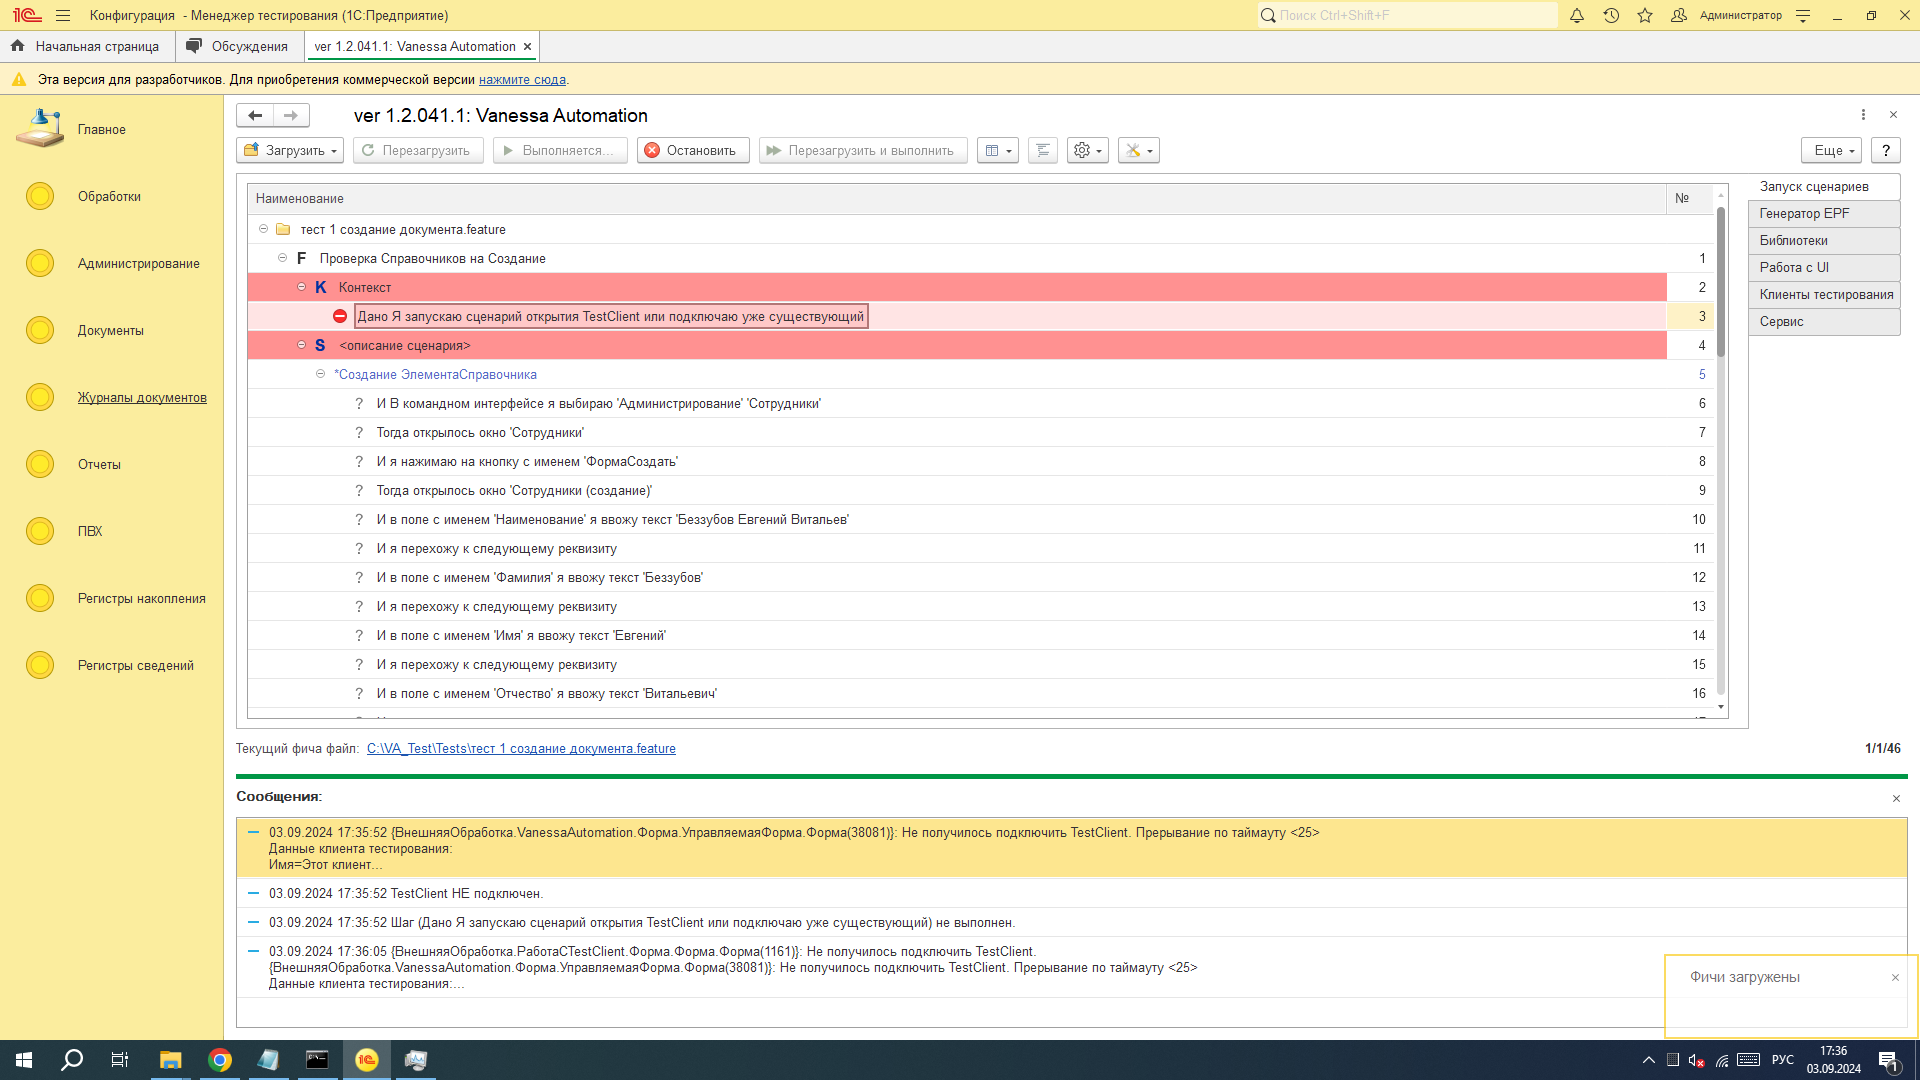 Конфигурация - Менеджер тестирования (1С:Предприятие)
Поиск Ctrl+Shift+F
Администратор
Начальная страница
Обсуждения
ver 1.2.041.1: Vanessa Automation ×
Эта версия для разработчиков. Для приобретения коммерческой версии нажмите сюда.
Главное
Обработки
Администрирование
Документы
Журналы документов
Отчеты
ПВХ
Регистры накопления
Регистры сведений
ver 1.2.041.1: Vanessa Automation
Загрузить
Перезагрузить
Выполняется...
Остановить
Перезагрузить и выполнить
Еще
?
Запуск сценариев
Генератор EPF
Библиотеки
Работа с UI
Клиенты тестирования
Сервис
Наименование №
тест 1 создание документа.feature
F Проверка Справочников на Создание 1
K Контекст 2
Дано Я запускаю сценарий открытия TestClient или подключаю уже существующий 3
S <описание сценария> 4
*Создание ЭлементаСправочника 5
? И В командном интерфейсе я выбираю 'Администрирование' 'Сотрудники' 6
? Тогда открылось окно 'Сотрудники' 7
? И я нажимаю на кнопку с именем 'ФормаСоздать' 8
? Тогда открылось окно 'Сотрудники (создание)' 9
? И в поле с именем 'Наименование' я ввожу текст 'Беззубов Евгений Витальев' 10
? И я перехожу к следующему реквизиту 11
? И в поле с именем 'Фамилия' я ввожу текст 'Беззубов' 12
? И я перехожу к следующему реквизиту 13
? И в поле с именем 'Имя' я ввожу текст 'Евгений' 14
? И я перехожу к следующему реквизиту 15
? И в поле с именем 'Отчество' я ввожу текст 'Витальевич' 16
Текущий фича файл: C:\VA_Test\Tests\тест 1 создание документа.feature
1/1/46
Сообщения:
03.09.2024 17:35:52 {ВнешняяОбработка.VanessaAutomation.Форма.УправляемаяФорма.Форма(38081)}: Не получилось подключить TestClient. Прерывание по таймауту <25>
Данные клиента тестирования:
Имя=Этот клиент...
03.09.2024 17:35:52 TestClient НЕ подключен.
03.09.2024 17:35:52 Шаг (Дано Я запускаю сценарий открытия TestClient или подключаю уже существующий) не выполнен.
03.09.2024 17:36:05 {ВнешняяОбработка.РаботаСTestClient.Форма.Форма.Форма(1161)}: Не получилось подключить TestClient.
{ВнешняяОбработка.VanessaAutomation.Форма.УправляемаяФорма.Форма(38081)}: Не получилось подключить TestClient. Прерывание по таймауту <25>
Данные клиента тестирования:...
Фичи загружены
РУС
17:36
03.09.2024
1